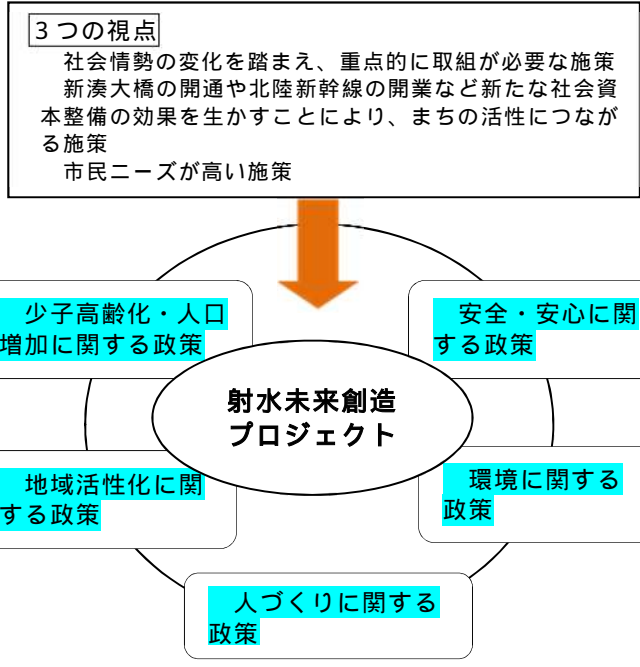 ３つの視点
社会情勢の変化を踏まえ、重点的に取組が必要な施策
新湊大橋の開通や北陸新幹線の開業など新たな社会資
本整備の効果を生かすことにより、まちの活性につなが
る施策
市民ニーズが高い施策
少子高齢化・人口
増加に関する政策
安全・安心に関
する政策
射水未来創造
プロジェクト
地域活性化に関
する政策
環境に関する
政策
人づくりに関する
政策